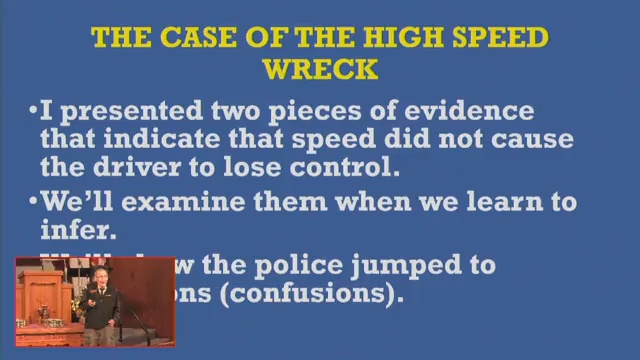 THE CASE OF THE HIGH SPEED
WRECK
•I presented two pieces of evidence
that indicate that speed did not cause
the driver to lose control.
•We'll examine them when we learn to
infer.
the police jumped to
(confusions).